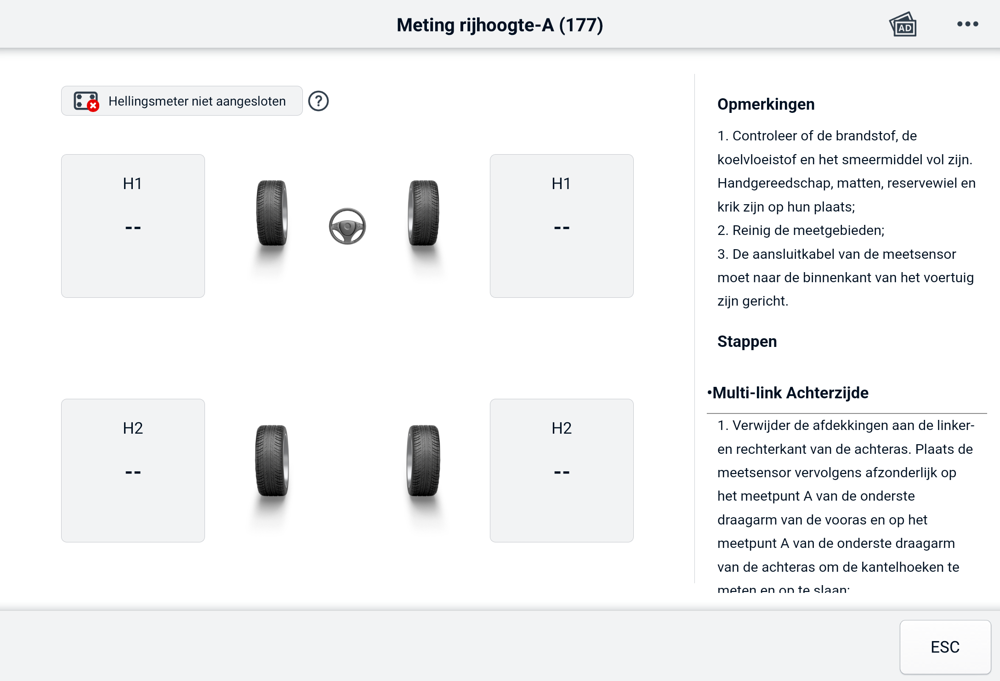 Meting rijhoogte-A (177)
AD
Hellingsmeter niet aangesloten
?
H1
--
H1
--
H2
--
H2
--
Opmerkingen
1. Controleer of de brandstof, de
koelvloeistof en het smeermiddel vol zijn.
Handgereedschap, matten, reservewiel en
krik zijn op hun plaats;
2. Reinig de meetgebieden;
3. De aansluitkabel van de meetsensor
moet naar de binnenkant van het voertuig
zijn gericht.
Stappen
•Multi-link Achterzijde
1. Verwijder de afdekkingen aan de linker-
en rechterkant van de achteras. Plaats de
meetsensor vervolgens afzonderlijk op
het meetpunt A van de onderste
draagarm van de vooras en op het
meetpunt A van de onderste draagarm
van de achteras om de kantelhoeken te
meten en op te slaan;
ESC